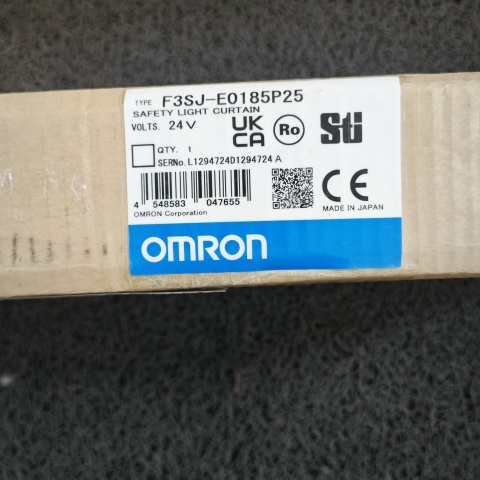 TYPE F3SJ-E0185P25
SAFETY LIGHT CURTAIN
VOLTS. 24V
UK
CA
Ro
Sti
QTY. 1
SERNo. L1294724D1294724 A
4 548583 047655
OMRON Corporation
CE
MADE IN JAPAN
OMRON